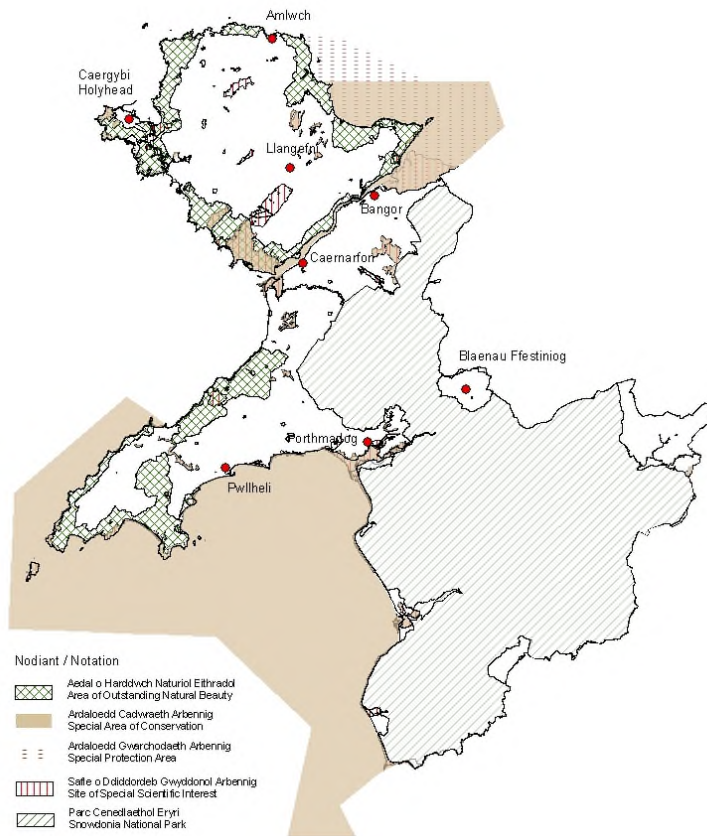 Amlwch
Caergybi
Holyhead
Llangefni
Bangor
Caernarfon
Blaenau Ffestiniog
Porthmadog
Pwllheli
Nodiant / Notation
Aedal o Harddwch Naturiol Eithradol
Area of Outstanding Natural Beauty
Ardaloedd Cadwraeth Arbennig
Special Area of Conservation
Ardaloedd Gwarchodaeth Arbennig
Special Protection Area
Safle o Ddiddordeb Gwyddonol Arbennig
Site of Special Scientific Interest
Parc Cenedlaethol Eryri
Snowdonia National Park